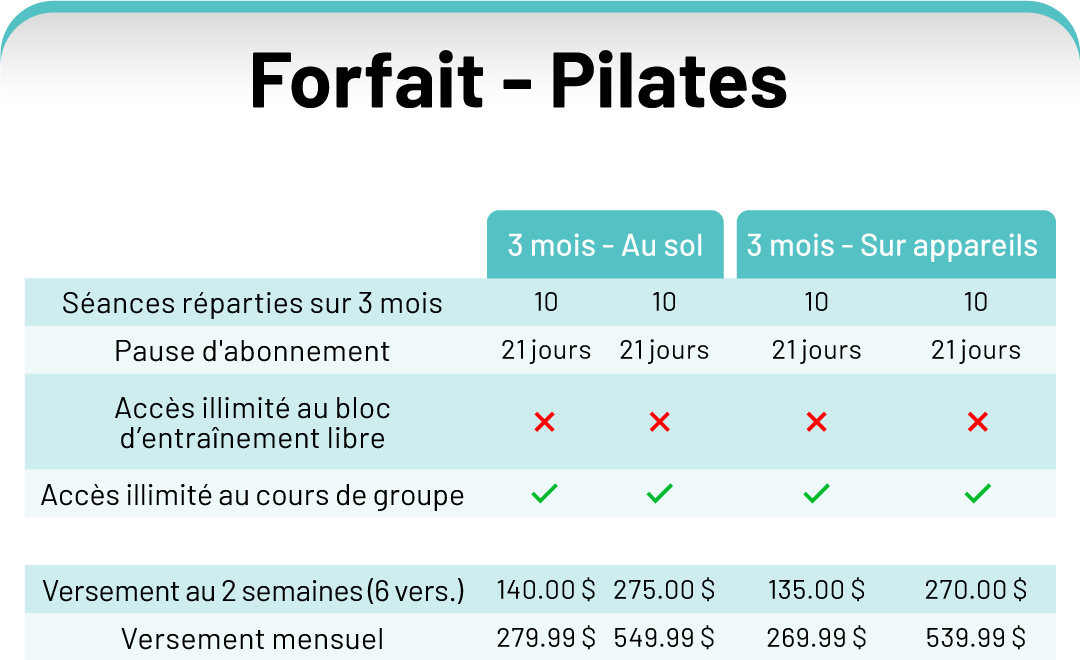 Forfait - Pilates
3 mois - Au sol 3 mois - Sur appareils
Séances réparties sur 3 mois 10 10 10 10
Pause d'abonnement 21 jours 21 jours 21 jours 21 jours
Accès illimité au bloc
d’entraînement libre
Accès illimité au cours de groupe
Versement au 2 semaines (6 vers.) 140.00 $ 275.00 $ 135.00 $ 270.00 $
Versement mensuel 279.99 $ 549.99 $ 269.99 $ 539.99 $